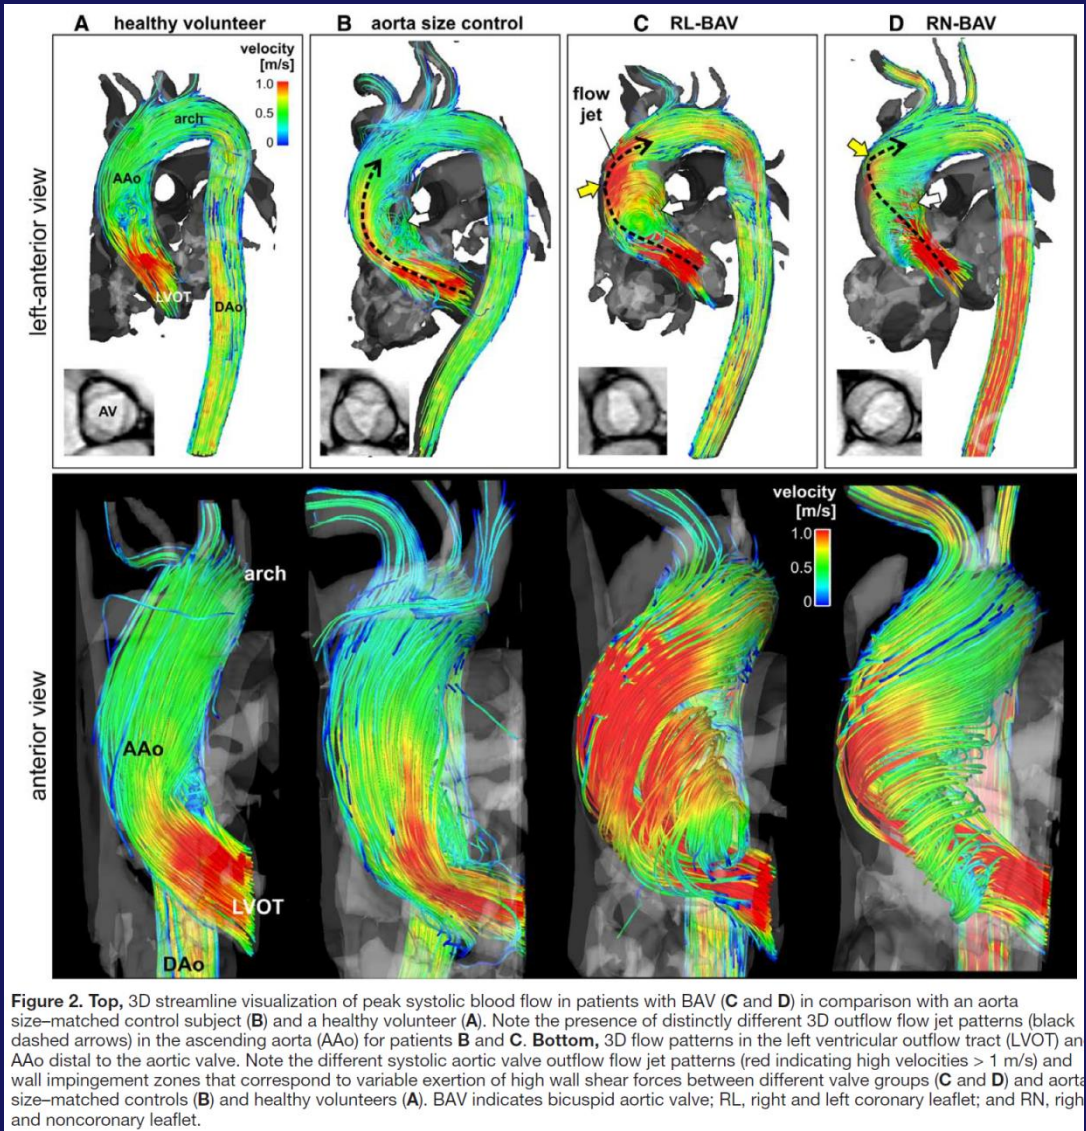 A healthy volunteer
B aorta size control
C RL-BAV
D RN-BAV
left-anterior view
velocity
[m/s]
1.0
0.5
0
arch
AAo
LVOT
DAo
AV
flow
jet
anterior view
arch
AAo
LVOT
DAo
velocity
[m/s]
1.0
0.5
0
Figure 2. Top, 3D streamline visualization of peak systolic blood flow in patients with BAV (C and D) in comparison with an aorta
size–matched control subject (B) and a healthy volunteer (A). Note the presence of distinctly different 3D outflow flow jet patterns (black
dashed arrows) in the ascending aorta (AAo) for patients B and C. Bottom, 3D flow patterns in the left ventricular outflow tract (LVOT) an
AAo distal to the aortic valve. Note the different systolic aortic valve outflow flow jet patterns (red indicating high velocities > 1 m/s) and
wall impingement zones that correspond to variable exertion of high wall shear forces between different valve groups (C and D) and aorta
size–matched controls (B) and healthy volunteers (A). BAV indicates bicuspid aortic valve; RL, right and left coronary leaflet; and RN, righ
and noncoronary leaflet.